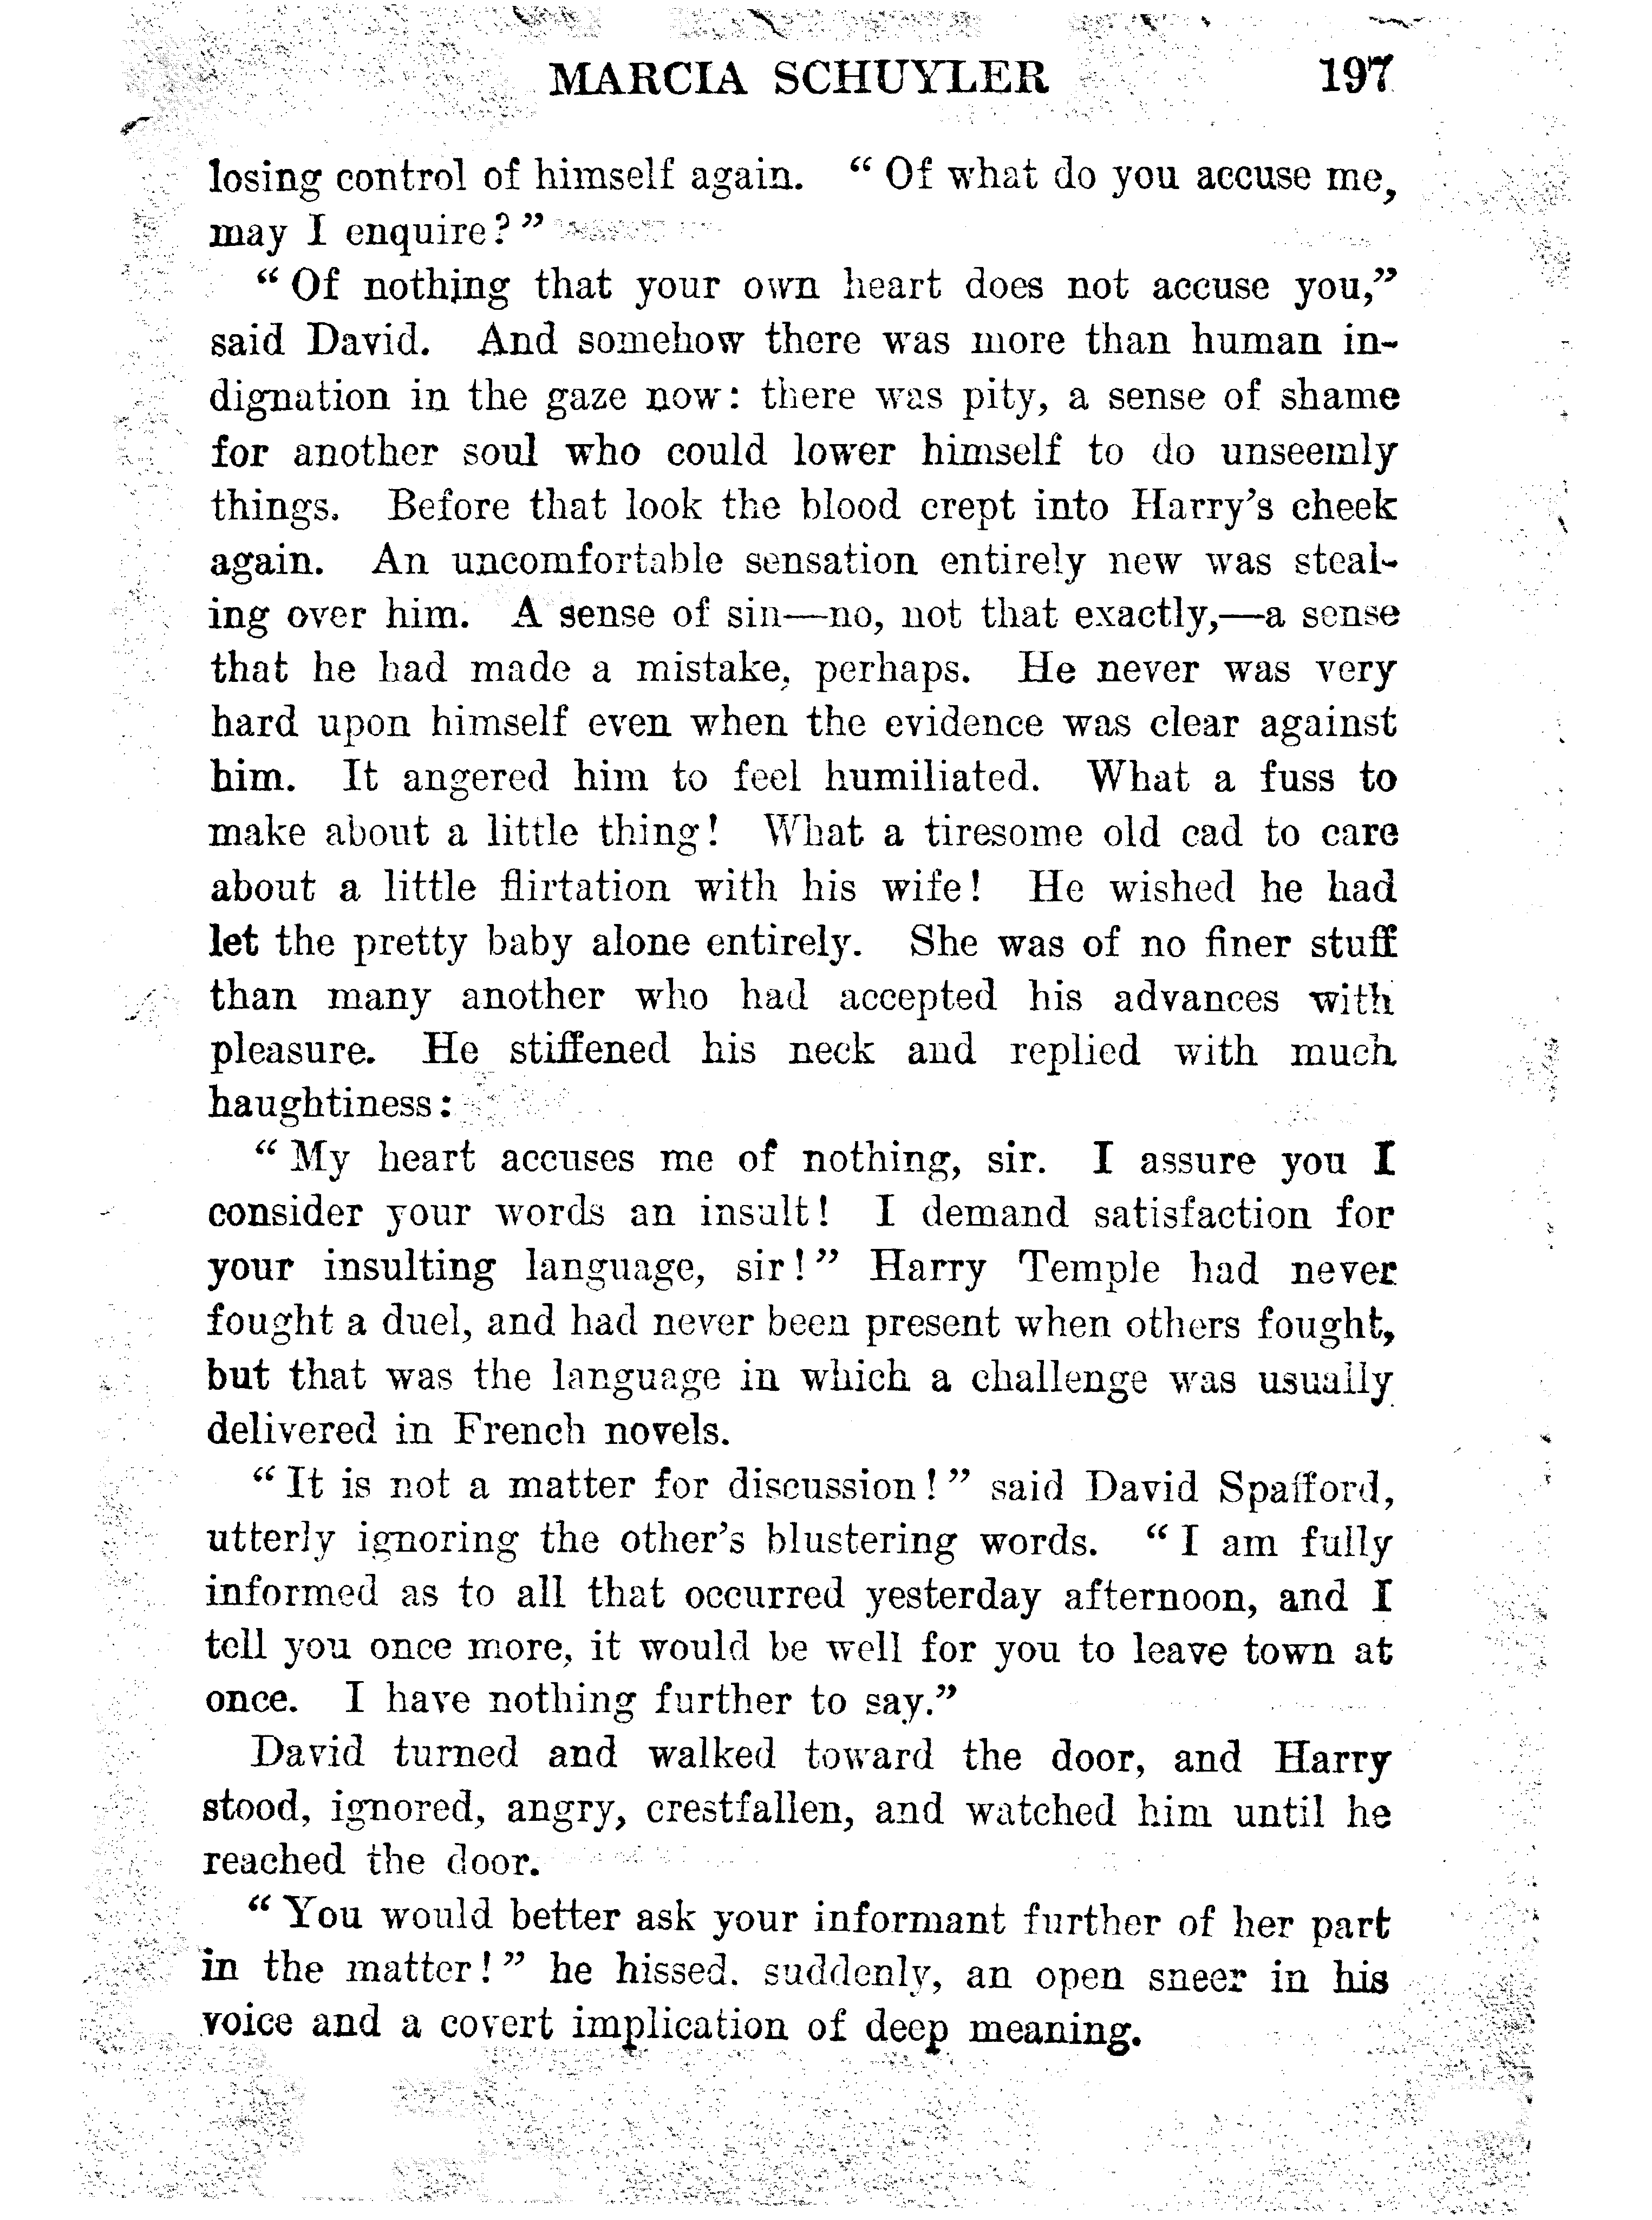 MARCIA SCHUYLER 197
losing control of himself again. “ Of what do you accuse me,
may I enquire? ”
“ Of nothing that your own heart does not accuse you,”
said David. And somehow there was more than human in-
dignation in the gaze now: there was pity, a sense of shame
for another soul who could lower himself to do unseemly
things. Before that look the blood crept into Harry’s cheek
again. An uncomfortable sensation entirely new was steal-
ing over him. A sense of sin—no, not that exactly,—a sense
that he had made a mistake, perhaps. He never was very
hard upon himself even when the evidence was clear against
him. It angered him to feel humiliated. What a fuss to
make about a little thing! What a tiresome old cad to care
about a little flirtation with his wife! He wished he had
let the pretty baby alone entirely. She was of no finer stuff
than many another who had accepted his advances with
pleasure. He stiffened his neck and replied with much
haughtiness:
“ My heart accuses me of nothing, sir. I assure you I
consider your words an insult! I demand satisfaction for
your insulting language, sir! ” Harry Temple had never
fought a duel, and had never been present when others fought,
but that was the language in which a challenge was usually
delivered in French novels.
“ It is not a matter for discussion! ” said David Spafford,
utterly ignoring the other’s blustering words. “ I am fully
informed as to all that occurred yesterday afternoon, and I
tell you once more, it would be well for you to leave town at
once. I have nothing further to say.”
David turned and walked toward the door, and Harry
stood, ignored, angry, crestfallen, and watched him until he
reached the door.
“ You would better ask your informant further of her part
in the matter! ” he hissed. suddenly, an open sneer in his
voice and a covert implication of deep meaning.